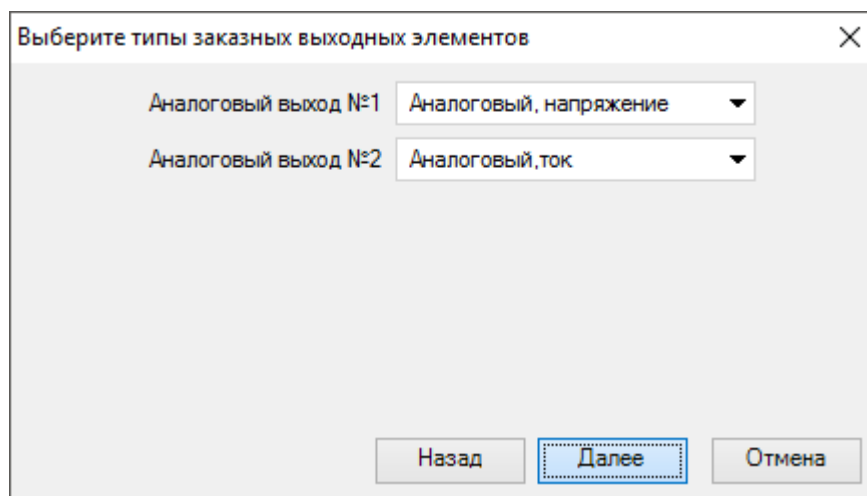 Выберите типы заказных выходных элементов
Аналоговый выход №1 Аналоговый, напряжение
Аналоговый выход №2 Аналоговый,ток
Назад Далее Отмена